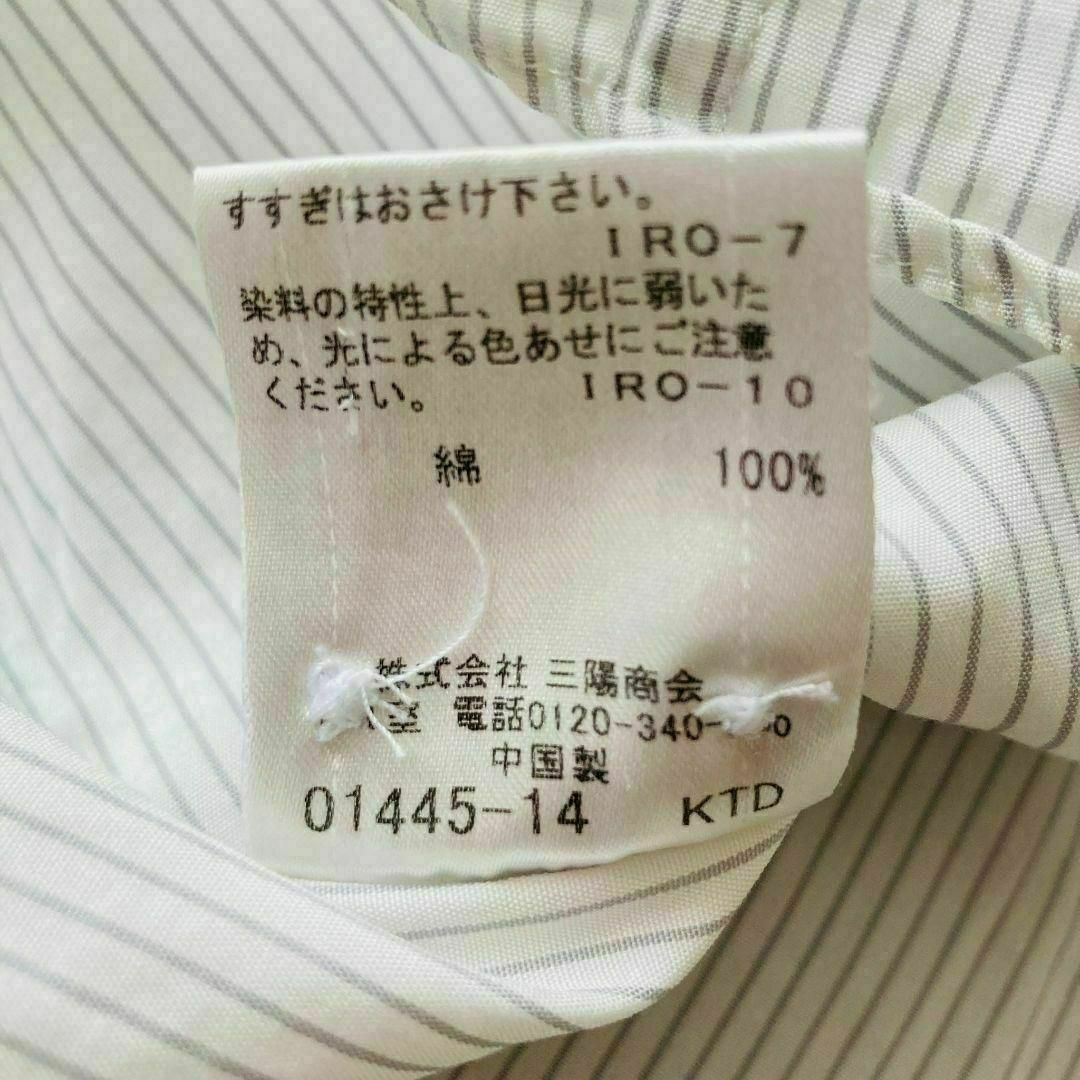 すすぎはおさけ下さい。
IRO-7
染料の特性上、日光に弱いた
め、光による色あせにご注意
ください。 IRO-10
綿 100%
株式会社 三陽商会
室 電話0120-340-
中国製
01445-14 KTD